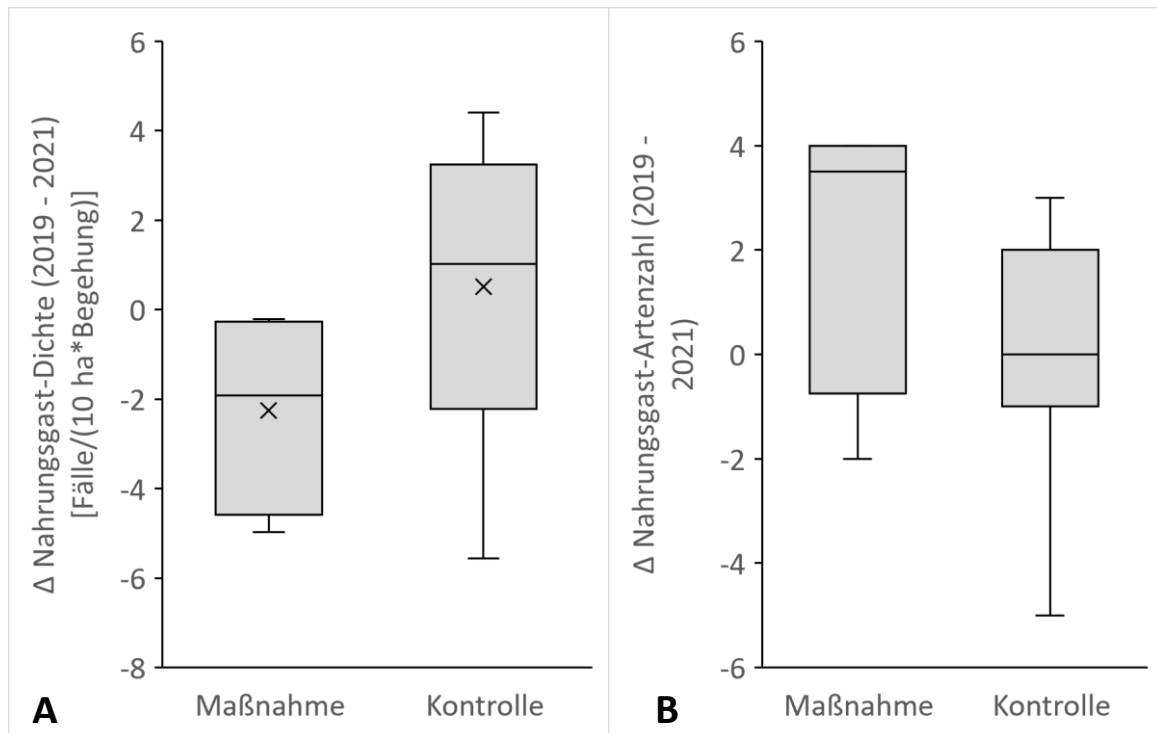 Δ Nahrungsgast-Dichte (2019 - 2021)
[Fälle/(10 ha*Begehung)]
6
4
2
0
-2
-4
-6
-8
Maßnahme
Kontrolle
A
Δ Nahrungsgast-Artenzahl (2019 -
2021)
6
4
2
0
-2
-4
-6
Maßnahme
Kontrolle
B